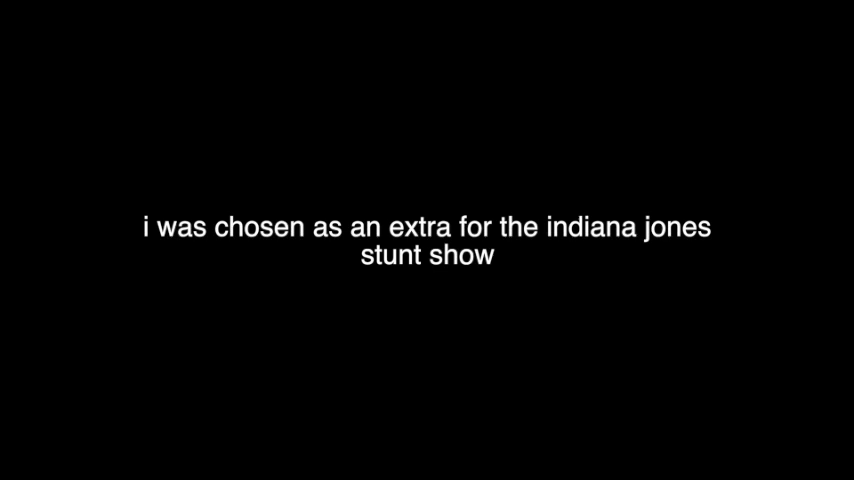 i was chosen as an extra for the indiana jones
stunt show